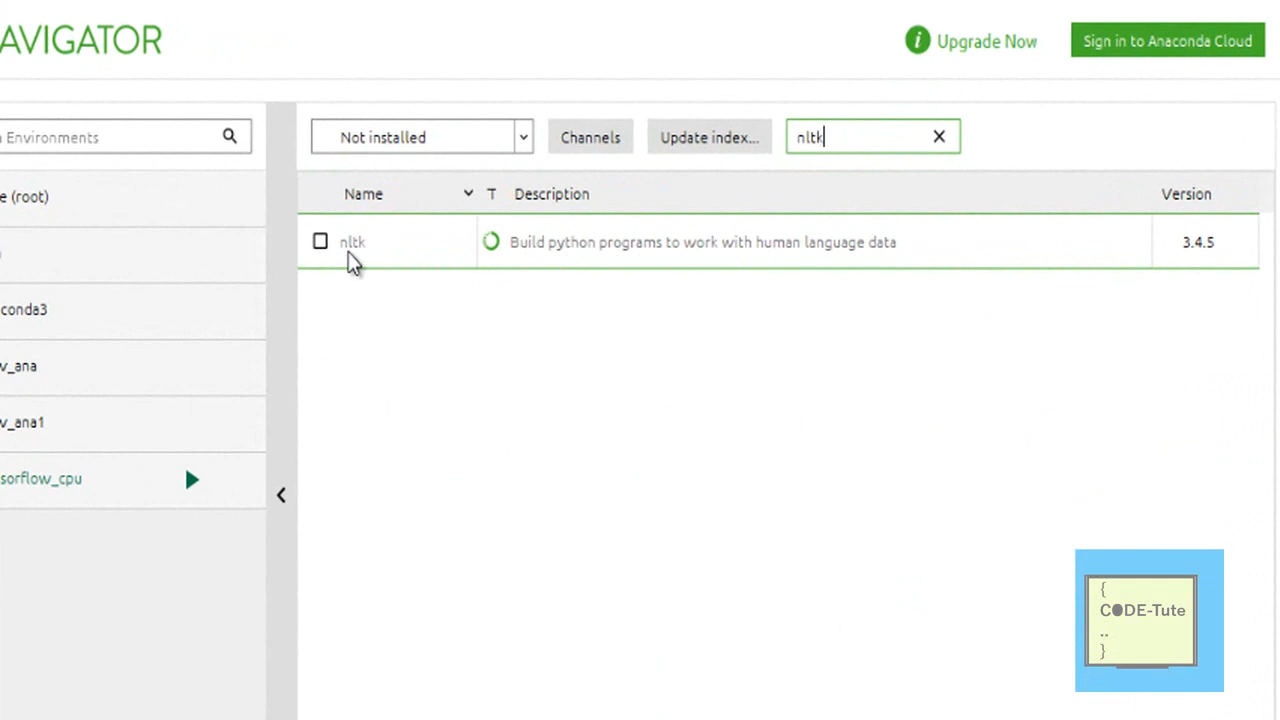 AVIGATOR
Upgrade Now
Sign in to Anaconda Cloud
Environments
Not installed
Channels
Update index...
nltk
e (root)
conda3
v_ana
v_ana1
sorflow_cpu
Name
T
Description
Version
nltk
Build python programs to work with human language data
3.4.5
{
CODE-Tute
..
}